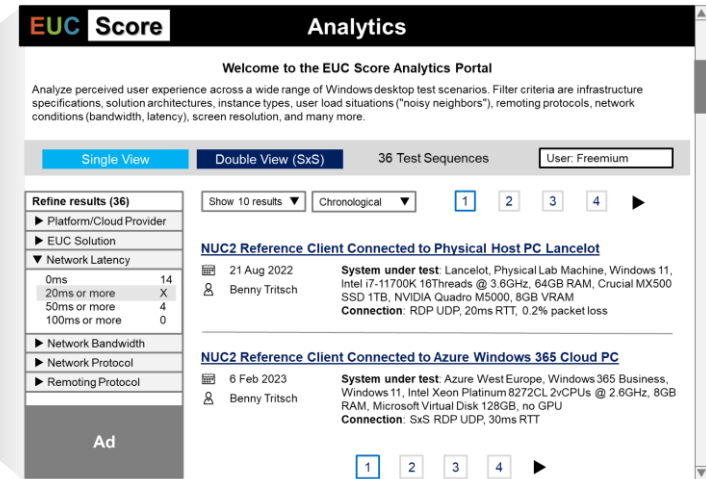 EUC Score Analytics
Welcome to the EUC Score Analytics Portal
Analyze perceived user experience across a wide range of Windows desktop test scenarios. Filter criteria are infrastructure
specifications, solution architectures, instance types, user load situations ("noisy neighbors"), remoting protocols, network
conditions (bandwidth, latency), screen resolution, and many more.
Single View Double View (SxS) 36 Test Sequences User: Freemium
Refine results (36)
▶ Platform/Cloud Provider
▶ EUC Solution
▼ Network Latency
0ms 14
20ms or more X
50ms or more 4
100ms or more 0
▶ Network Bandwidth
▶ Network Protocol
▶ Remoting Protocol
Ad
Show 10 results ▼ Chronological ▼ 1 2 3 4 ▶
NUC2 Reference Client Connected to Physical Host PC Lancelot
21 Aug 2022
Benny Tritsch
System under test: Lancelot, Physical Lab Machine, Windows 11,
Intel i7-11700K 16Threads @ 3.6GHz, 64GB RAM, Crucial MX500
SSD 1TB, NVIDIA Quadro M5000, 8GB VRAM
Connection: RDP UDP, 20ms RTT, 0.2% packet loss
NUC2 Reference Client Connected to Azure Windows 365 Cloud PC
6 Feb 2023
Benny Tritsch
System under test: Azure West Europe, Windows 365 Business,
Windows 11, Intel Xeon Platinum 8272CL 2vCPUs @ 2.6GHz, 8GB
RAM, Microsoft Virtual Disk 128GB, no GPU
Connection: SxS RDP UDP, 30ms RTT
1 2 3 4 ▶